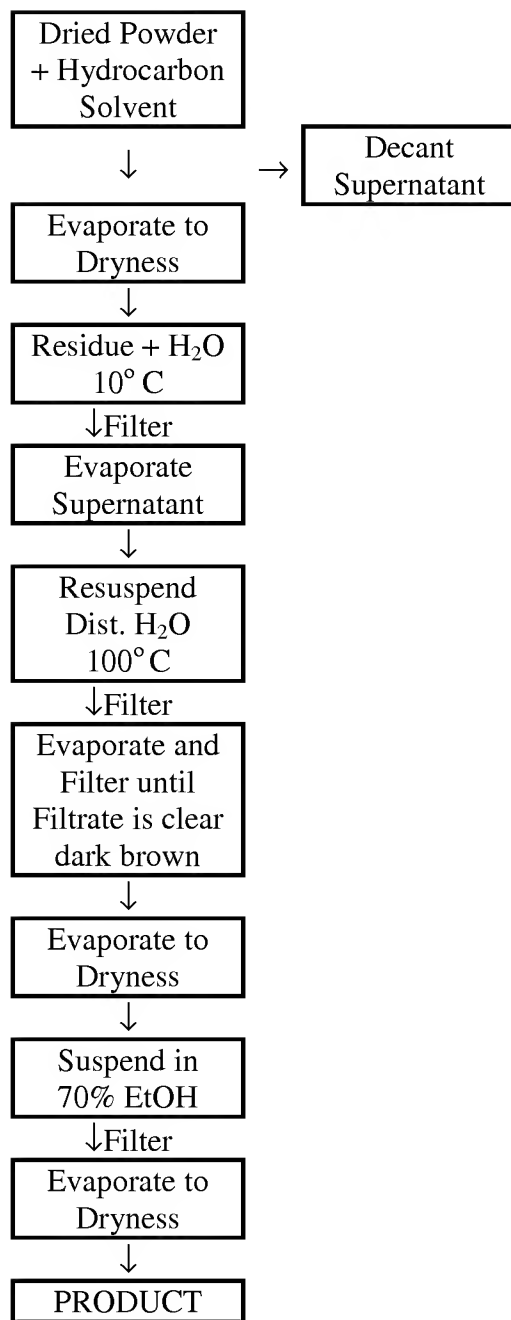 Dried Powder
+ Hydrocarbon
Solvent
↓
→
Decant
Supernatant
Evaporate to
Dryness
↓
Residue + H₂O
10° C
↓Filter
Evaporate
Supernatant
↓
Resuspend
Dist. H₂O
100° C
↓Filter
Evaporate and
Filter until
Filtrate is clear
dark brown
↓
Evaporate to
Dryness
↓
Suspend in
70% EtOH
↓Filter
Evaporate to
Dryness
↓
PRODUCT